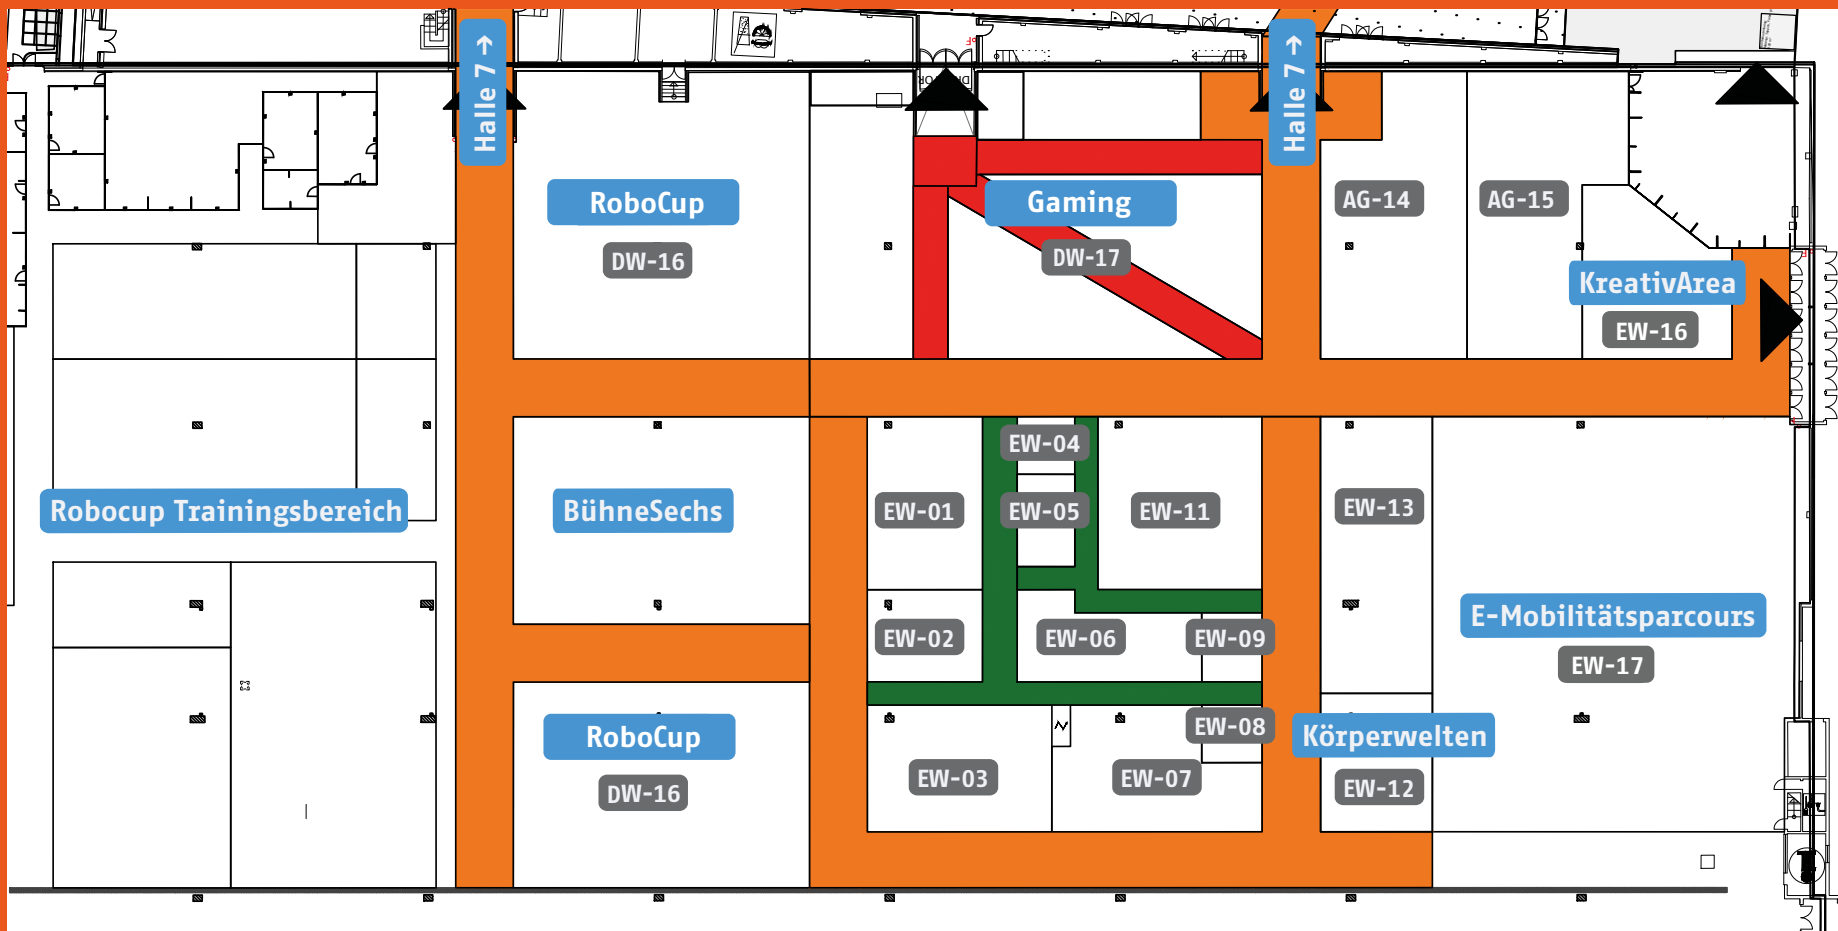 Halle 7 →
Halle 7 →
RoboCup
DW-16
Gaming
DW-17
AG-14
AG-15
KreativArea
EW-16
Robocup Trainingsbereich
BühneSechs
EW-01
EW-04
EW-05
EW-11
EW-13
EW-02
EW-06
EW-09
E-Mobilitätsparcours
EW-17
RoboCup
DW-16
EW-03
EW-07
EW-08
Körperwelten
EW-12